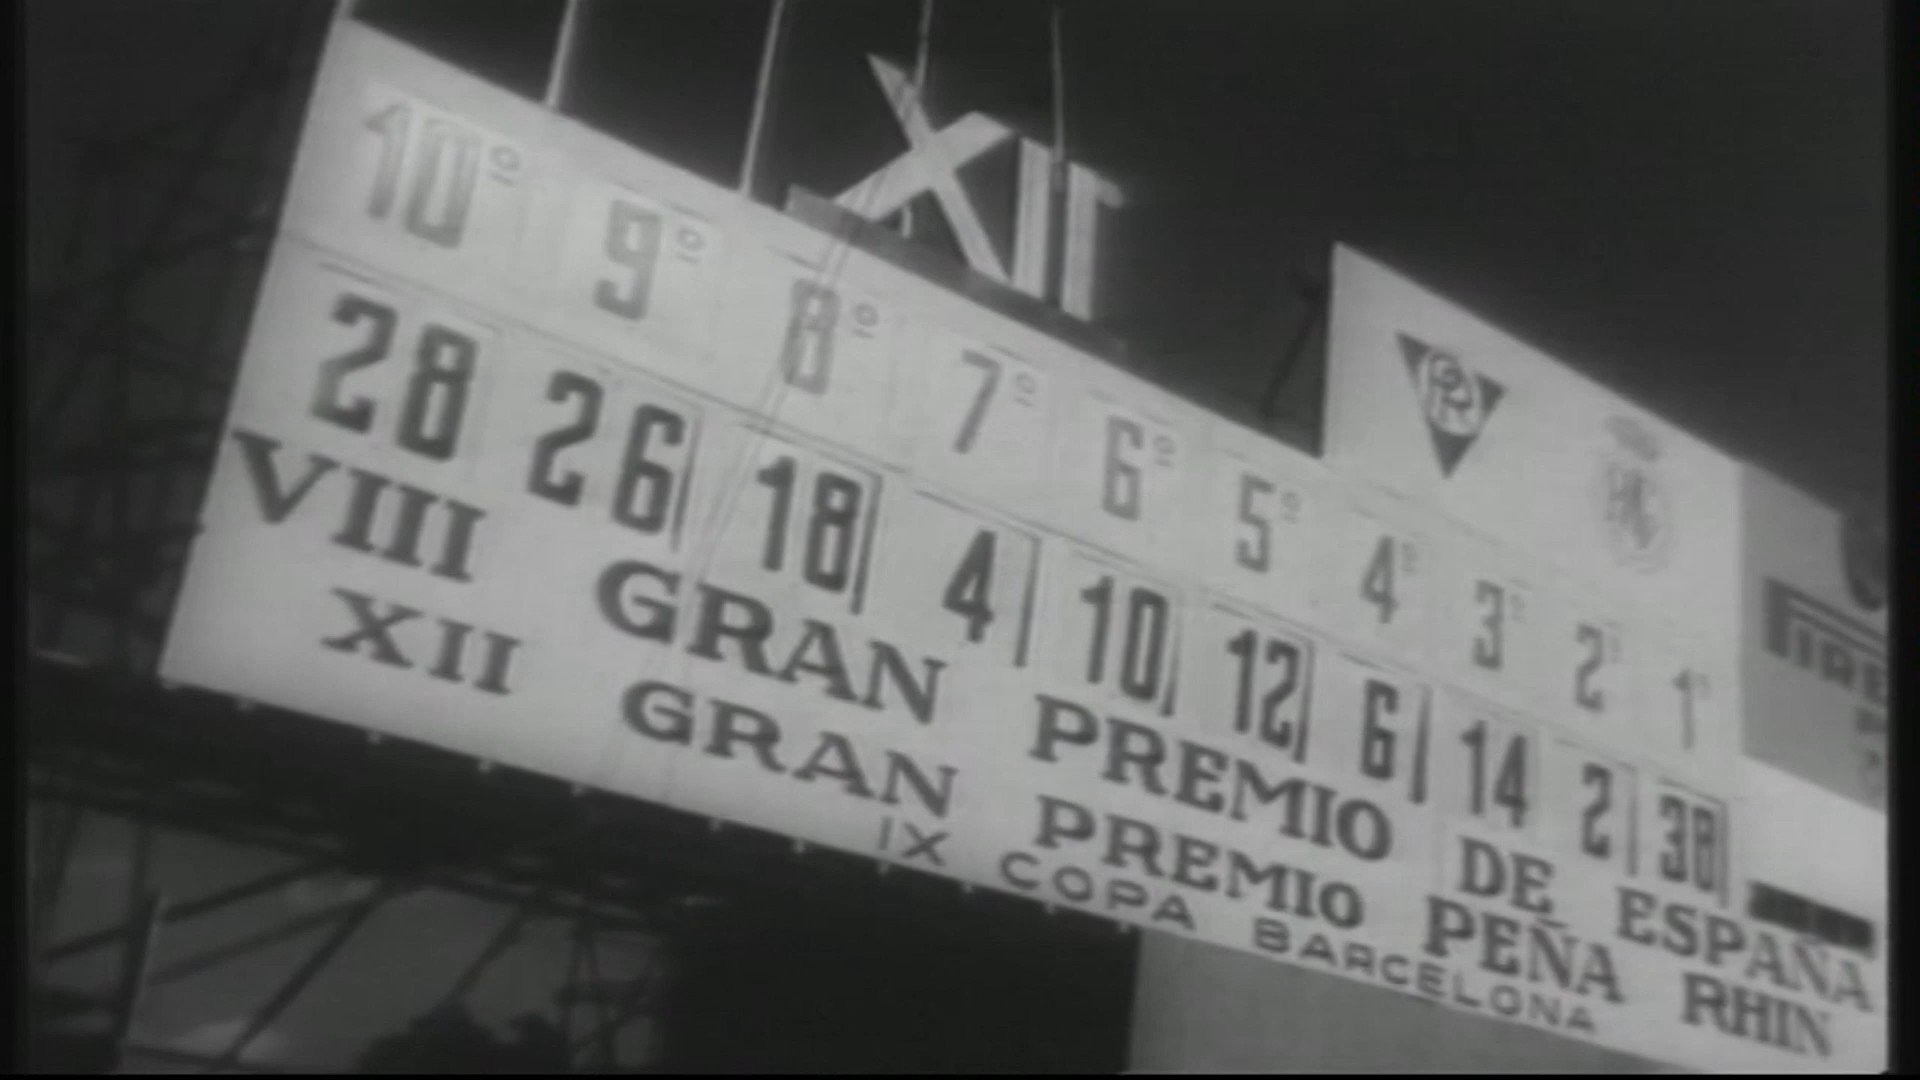 XII
10º 9º 8º 7º 6º 5º 4º 3º 2º 1º
28 26 18 4 10 12 6 14 2 38
VIII GRAN PREMIO DE ESPAÑA
XII GRAN PREMIO PEÑA RHIN
IX COPA BARCELONA